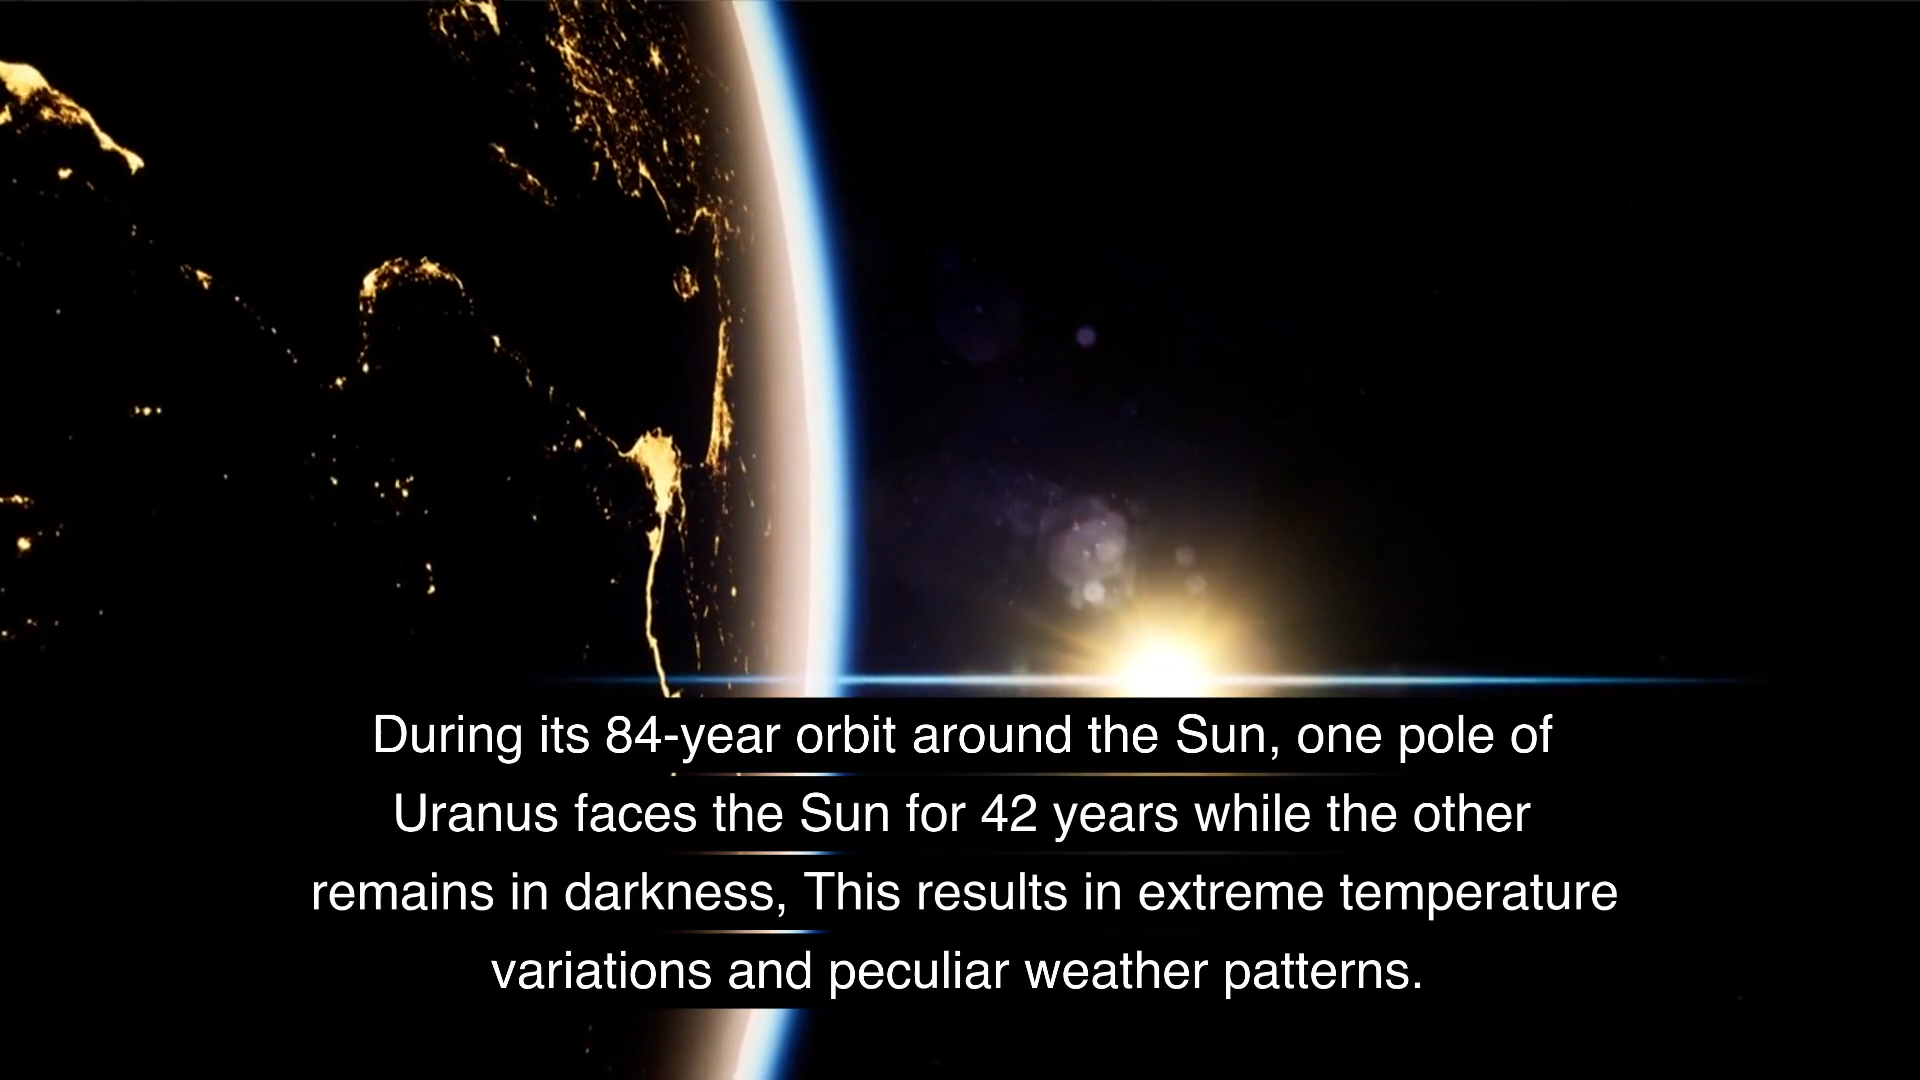 During its 84-year orbit around the Sun, one pole of
Uranus faces the Sun for 42 years while the other
remains in darkness, This results in extreme temperature
variations and peculiar weather patterns.